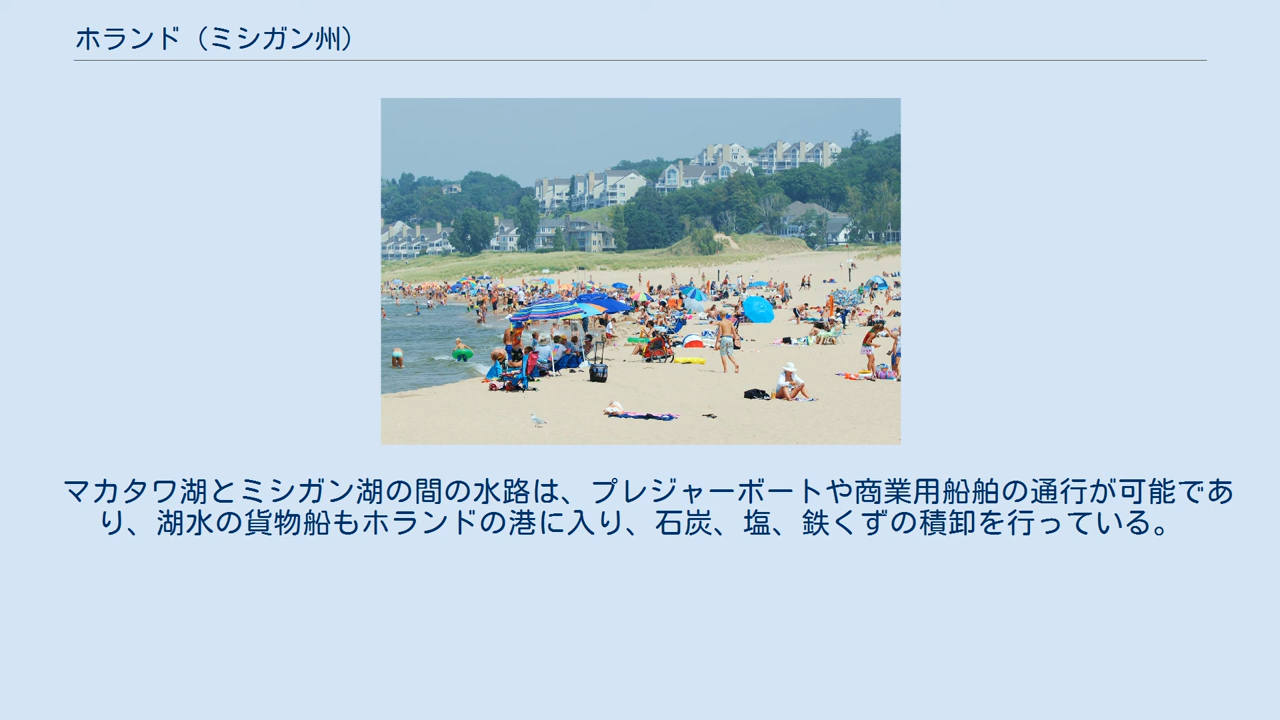 ホランド（ミシガン州）
マカタワ湖とミシガン湖の間の水路は、プレジャーボートや商業用船舶の通行が可能であ
り、湖水の貨物船もホランドの港に入り、石炭、塩、鉄くずの積卸を行っている。